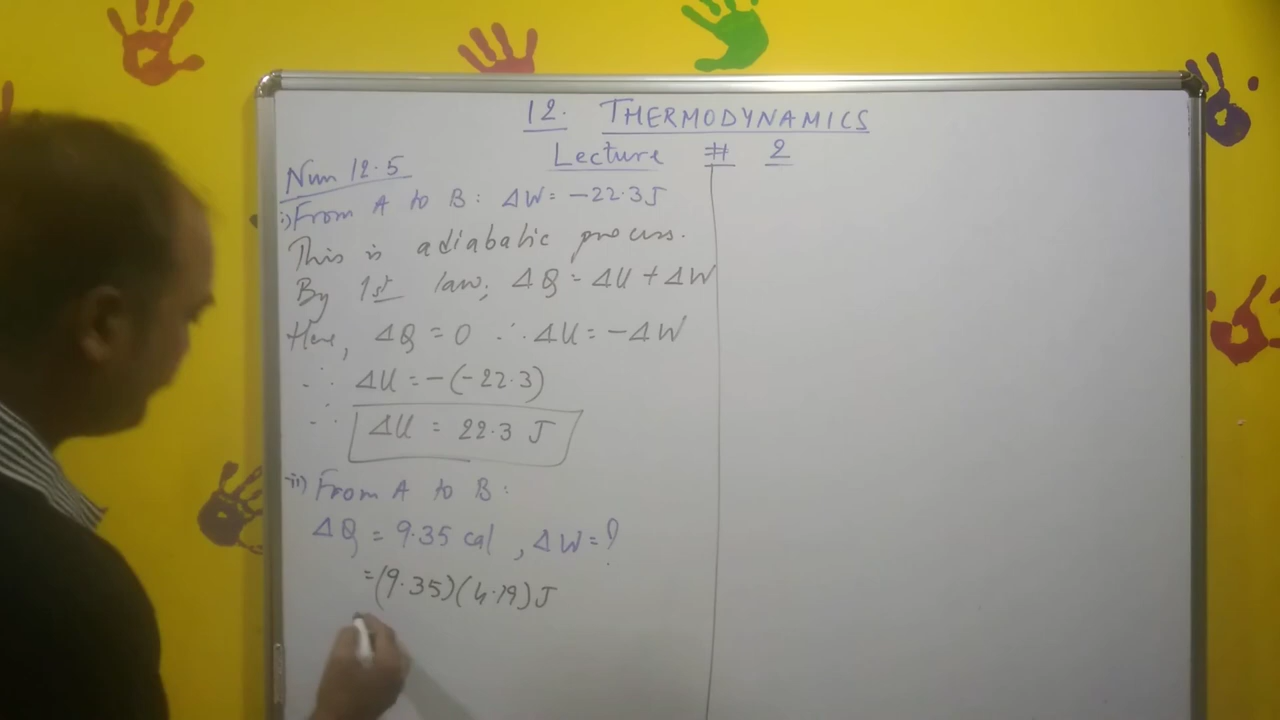 12. THERMODYNAMICS
Lecture # 2
Num 12.5
i) From A to B: ΔW = -22.3J
This is adiabatic process.
By 1st law; ΔQ = ΔU + ΔW
Here, ΔQ = 0 ∴ ΔU = -ΔW
∴ ΔU = -(-22.3)
∴ ΔU = 22.3 J
ii) From A to B:
ΔQ = 9.35 cal, ΔW = ?
=(9.35)(4.19)J